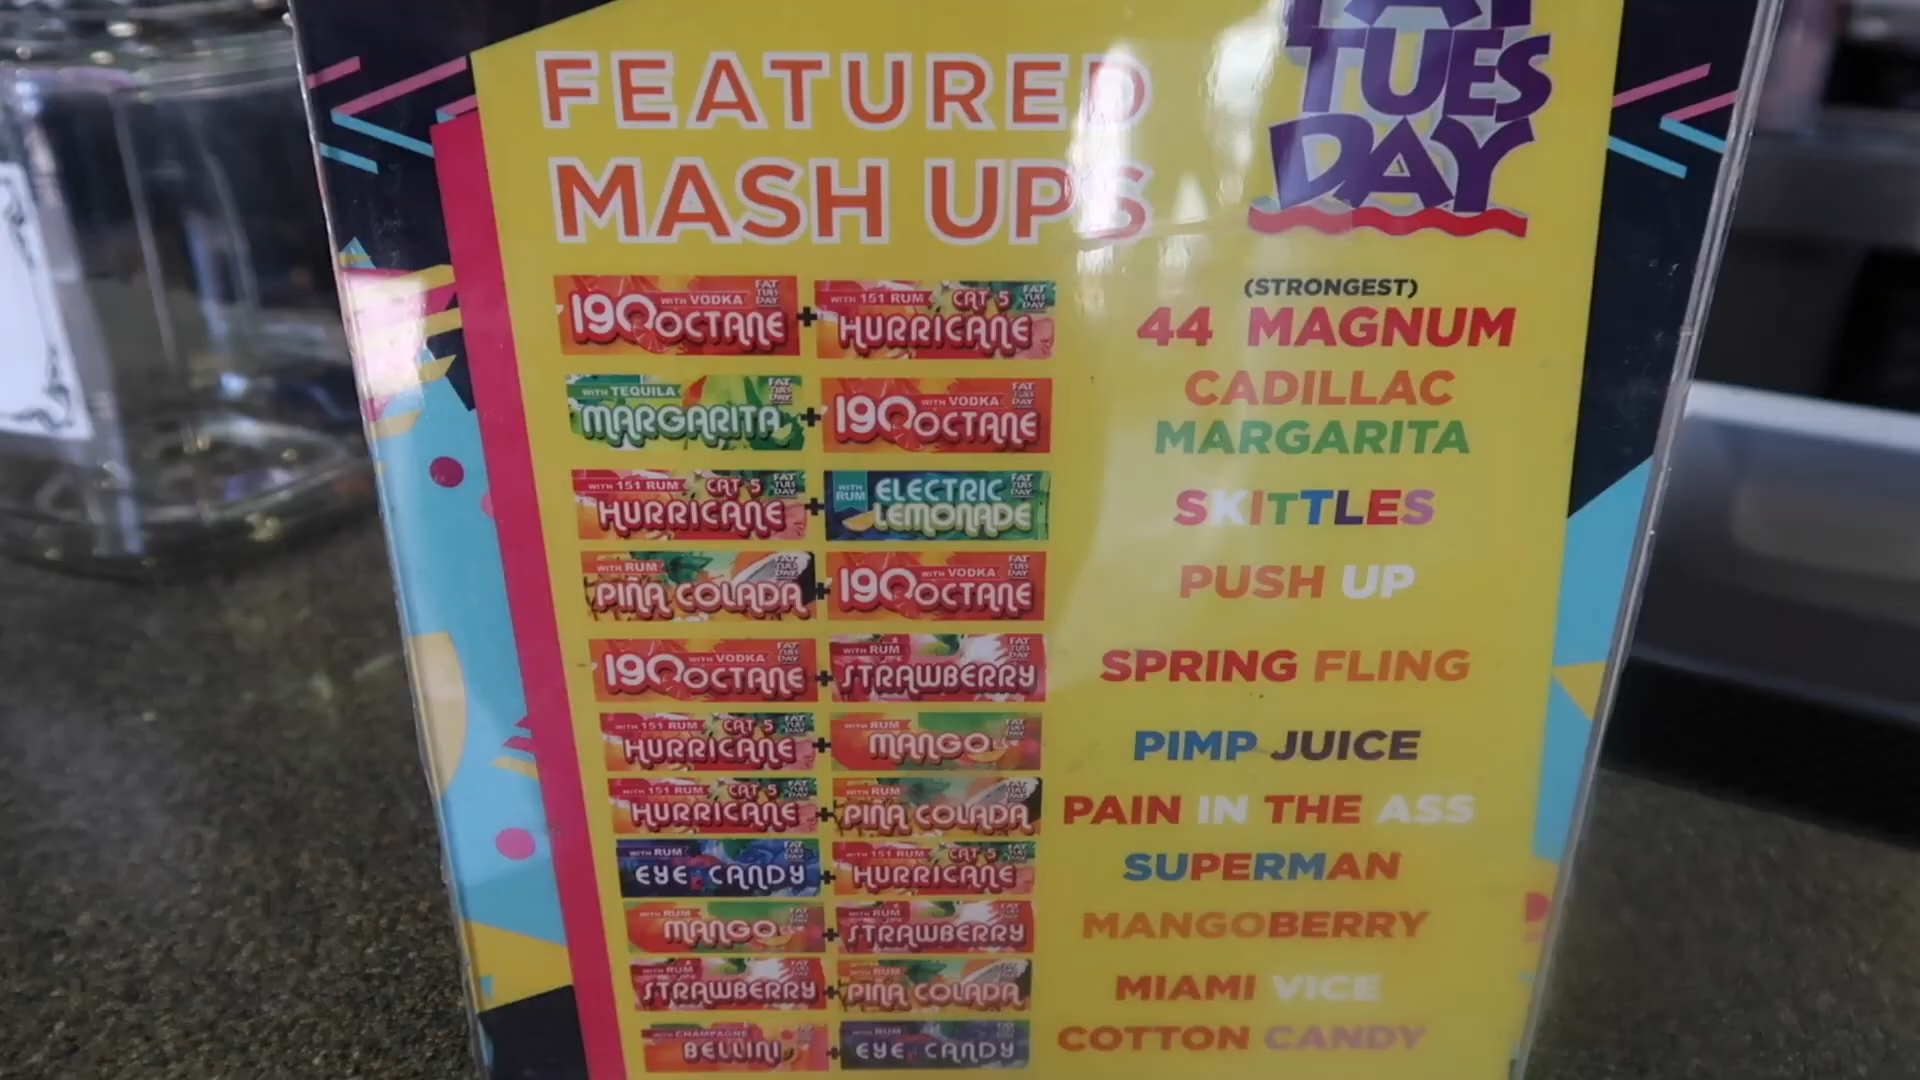 FEATURED
MASH UPS
FAT
TUES
DAY
190 OCTANE WITH VODKA FAT TUES DAY + WITH 151 RUM CAT 5 HURRICANE FAT TUES DAY
(STRONGEST)
44 MAGNUM
WITH TEQUILA MARGARITA FAT TUES DAY + 190 OCTANE WITH VODKA FAT TUES DAY
CADILLAC
MARGARITA
WITH 151 RUM CAT 5 HURRICANE FAT TUES DAY + WITH RUM ELECTRIC LEMONADE FAT TUES DAY
SKITTLES
WITH RUM PIÑA COLADA FAT TUES DAY + 190 OCTANE WITH VODKA FAT TUES DAY
PUSH UP
190 OCTANE WITH VODKA FAT TUES DAY + WITH RUM STRAWBERRY FAT TUES DAY
SPRING FLING
WITH 151 RUM CAT 5 HURRICANE FAT TUES DAY + WITH RUM MANGO FAT TUES DAY
PIMP JUICE
WITH 151 RUM CAT 5 HURRICANE FAT TUES DAY + WITH RUM PIÑA COLADA FAT TUES DAY
PAIN IN THE ASS
WITH RUM EYE CANDY FAT TUES DAY + WITH 151 RUM CAT 5 HURRICANE FAT TUES DAY
SUPERMAN
WITH RUM MANGO FAT TUES DAY + WITH RUM STRAWBERRY FAT TUES DAY
MANGOBERRY
WITH RUM STRAWBERRY FAT TUES DAY + WITH RUM PIÑA COLADA FAT TUES DAY
MIAMI VICE
WITH CHAMPAGNE BELLINI + WITH RUM EYE CANDY FAT TUES DAY
COTTON CANDY